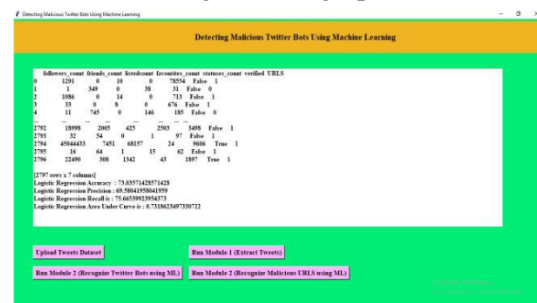 Detecting Malicious Twitter Bots Using Machine Learning
Detecting Malicious Twitter Bots Using Machine Learning
followers_count friends_count listedcount favourites_count statuses_count verified URLS
0 1291 0 10 0 78554 False 1
1 1 349 0 38 31 False 0
2 1086 0 14 0 713 False 1
3 33 0 8 0 676 False 1
4 11 745 0 146 185 False 0
... ... ... ... ... ... ... ...
2792 18998 2005 425 2503 3498 False 1
2793 32 54 0 1 97 False 1
2794 45044433 7451 68157 24 9606 True 1
2795 16 64 1 15 62 False 1
2796 22490 308 1342 43 1897 True 1
[2797 rows x 7 columns]
Logistic Regression Accuracy : 73.03571428571428
Logistic Regression Precision : 69.58041958041959
Logistic Regression Recall is : 75.66539923954373
Logistic Regression Area Under Curve is : 0.7318623497330722
Upload Tweets Dataset
Run Module 1 (Extract Tweets)
Run Module 2 (Recognize Twitter Bots using ML)
Run Module 2 (Recognize Malicious URLS using ML)